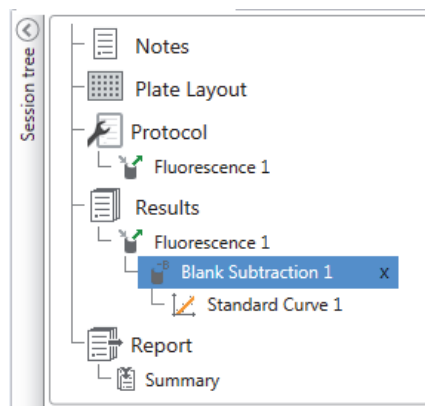 Session tree
Notes
Plate Layout
Protocol
Fluorescence 1
Results
Fluorescence 1
-B
Blank Subtraction 1 x
Standard Curve 1
Report
Summary